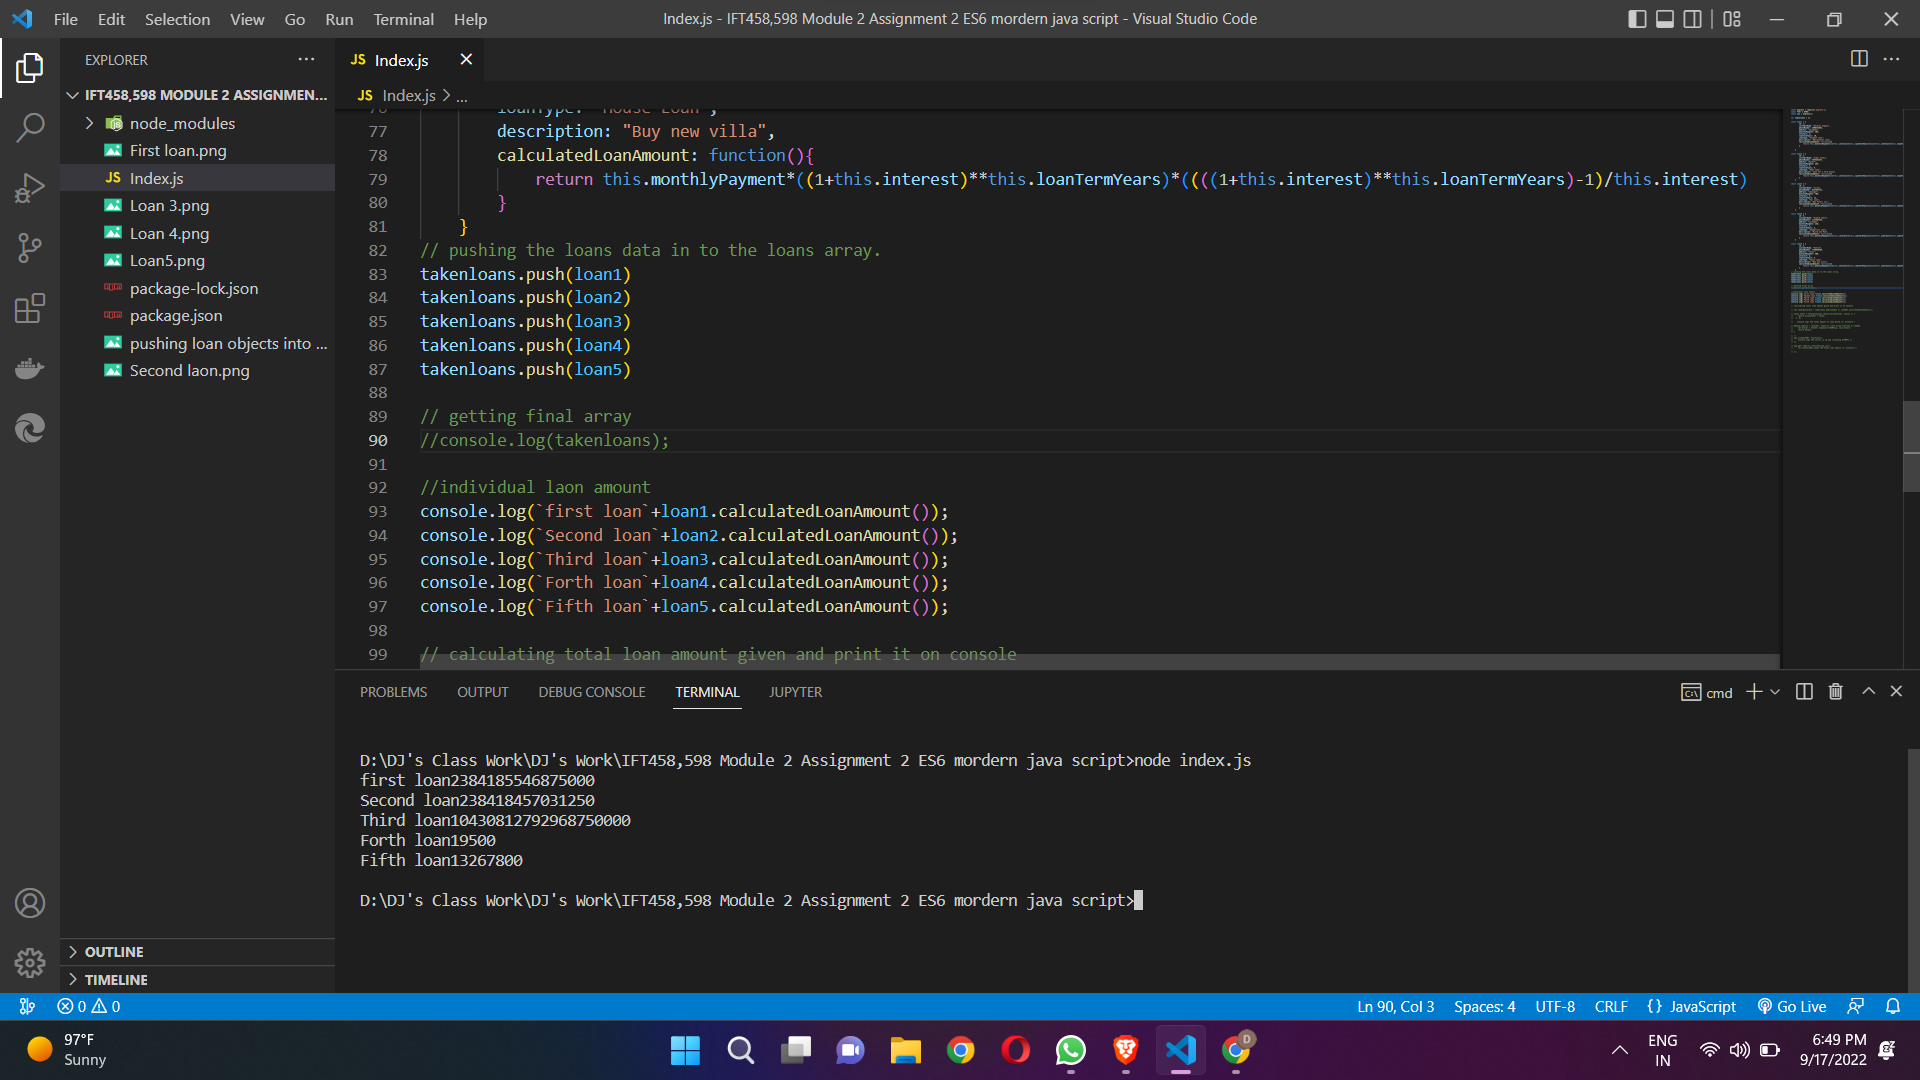 File Edit Selection View Go Run Terminal Help
Index.js - IFT458,598 Module 2 Assignment 2 ES6 mordern java script - Visual Studio Code
EXPLORER
IFT458,598 MODULE 2 ASSIGNMEN...
node_modules
First loan.png
JS Index.js
Loan 3.png
Loan 4.png
Loan5.png
package-lock.json
package.json
pushing loan objects into ...
Second laon.png
OUTLINE
TIMELINE
JS Index.js
JS Index.js > ...
76 loanType: "House Loan",
77 description: "Buy new villa",
78 calculatedLoanAmount: function(){
79 return this.monthlyPayment*((1+this.interest)**this.loanTermYears)*((((1+this.interest)**this.loanTermYears)-1)/this.interest)
80 }
81 }
82 // pushing the loans data in to the loans array.
83 takenloans.push(loan1)
84 takenloans.push(loan2)
85 takenloans.push(loan3)
86 takenloans.push(loan4)
87 takenloans.push(loan5)
88
89 // getting final array
90 //console.log(takenloans);
91
92 //individual laon amount
93 console.log(`first loan`+loan1.calculatedLoanAmount());
94 console.log(`Second loan`+loan2.calculatedLoanAmount());
95 console.log(`Third loan`+loan3.calculatedLoanAmount());
96 console.log(`Forth loan`+loan4.calculatedLoanAmount());
97 console.log(`Fifth loan`+loan5.calculatedLoanAmount());
98
99 // calculating total loan amount given and print it on console
PROBLEMS OUTPUT DEBUG CONSOLE TERMINAL JUPYTER
cmd
D:\DJ's Class Work\DJ's Work\IFT458,598 Module 2 Assignment 2 ES6 mordern java script>node index.js
first loan2384185546875000
Second loan238418457031250
Third loan10430812792968750000
Forth loan19500
Fifth loan13267800
D:\DJ's Class Work\DJ's Work\IFT458,598 Module 2 Assignment 2 ES6 mordern java script>
0 0
Ln 90, Col 3 Spaces: 4 UTF-8 CRLF {} JavaScript Go Live
97°F
Sunny
D
ENG
IN
6:49 PM
9/17/2022